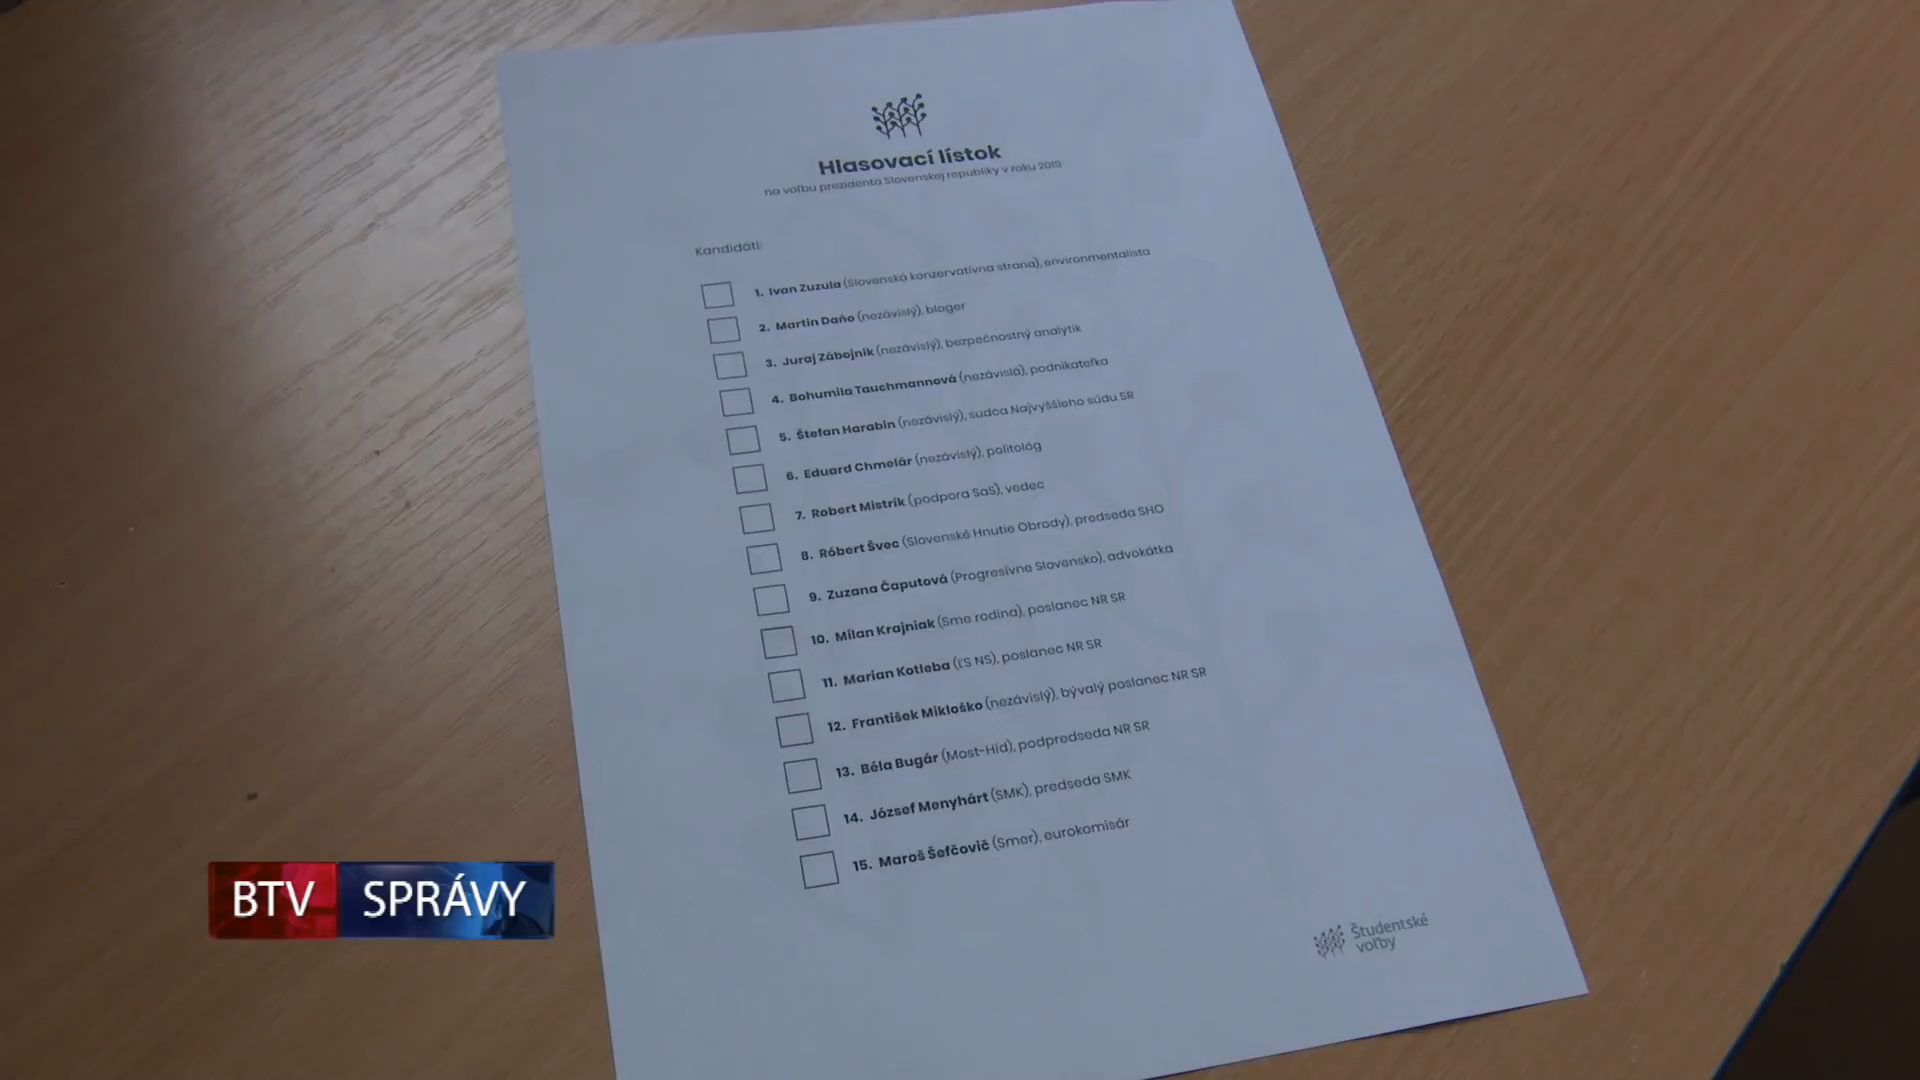 Hlasovací lístok
na voľbu prezidenta Slovenskej republiky v roku 2019
Kandidáti:
1. Ivan Zuzula (Slovenská konzervatívna strana), environmentalista
2. Martin Daňo (nezávislý), bloger
3. Juraj Zábojník (nezávislý), bezpečnostný analytik
4. Bohumila Tauchmannová (nezávislá), podnikateľka
5. Štefan Harabin (nezávislý), sudca Najvyššieho súdu SR
6. Eduard Chmelár (nezávislý), politológ
7. Robert Mistrík (podpora SaS), vedec
8. Róbert Švec (Slovenské Hnutie Obrody), predseda SHO
9. Zuzana Čaputová (Progresívne Slovensko), advokátka
10. Milan Krajniak (Sme rodina), poslanec NR SR
11. Marian Kotleba (ĽS NS), poslanec NR SR
12. František Mikloško (nezávislý), bývalý poslanec NR SR
13. Béla Bugár (Most-Híd), podpredseda NR SR
14. József Menyhárt (SMK), predseda SMK
15. Maroš Šefčovič (Smer), eurokomisár
BTV SPRÁVY
Študentské
voľby